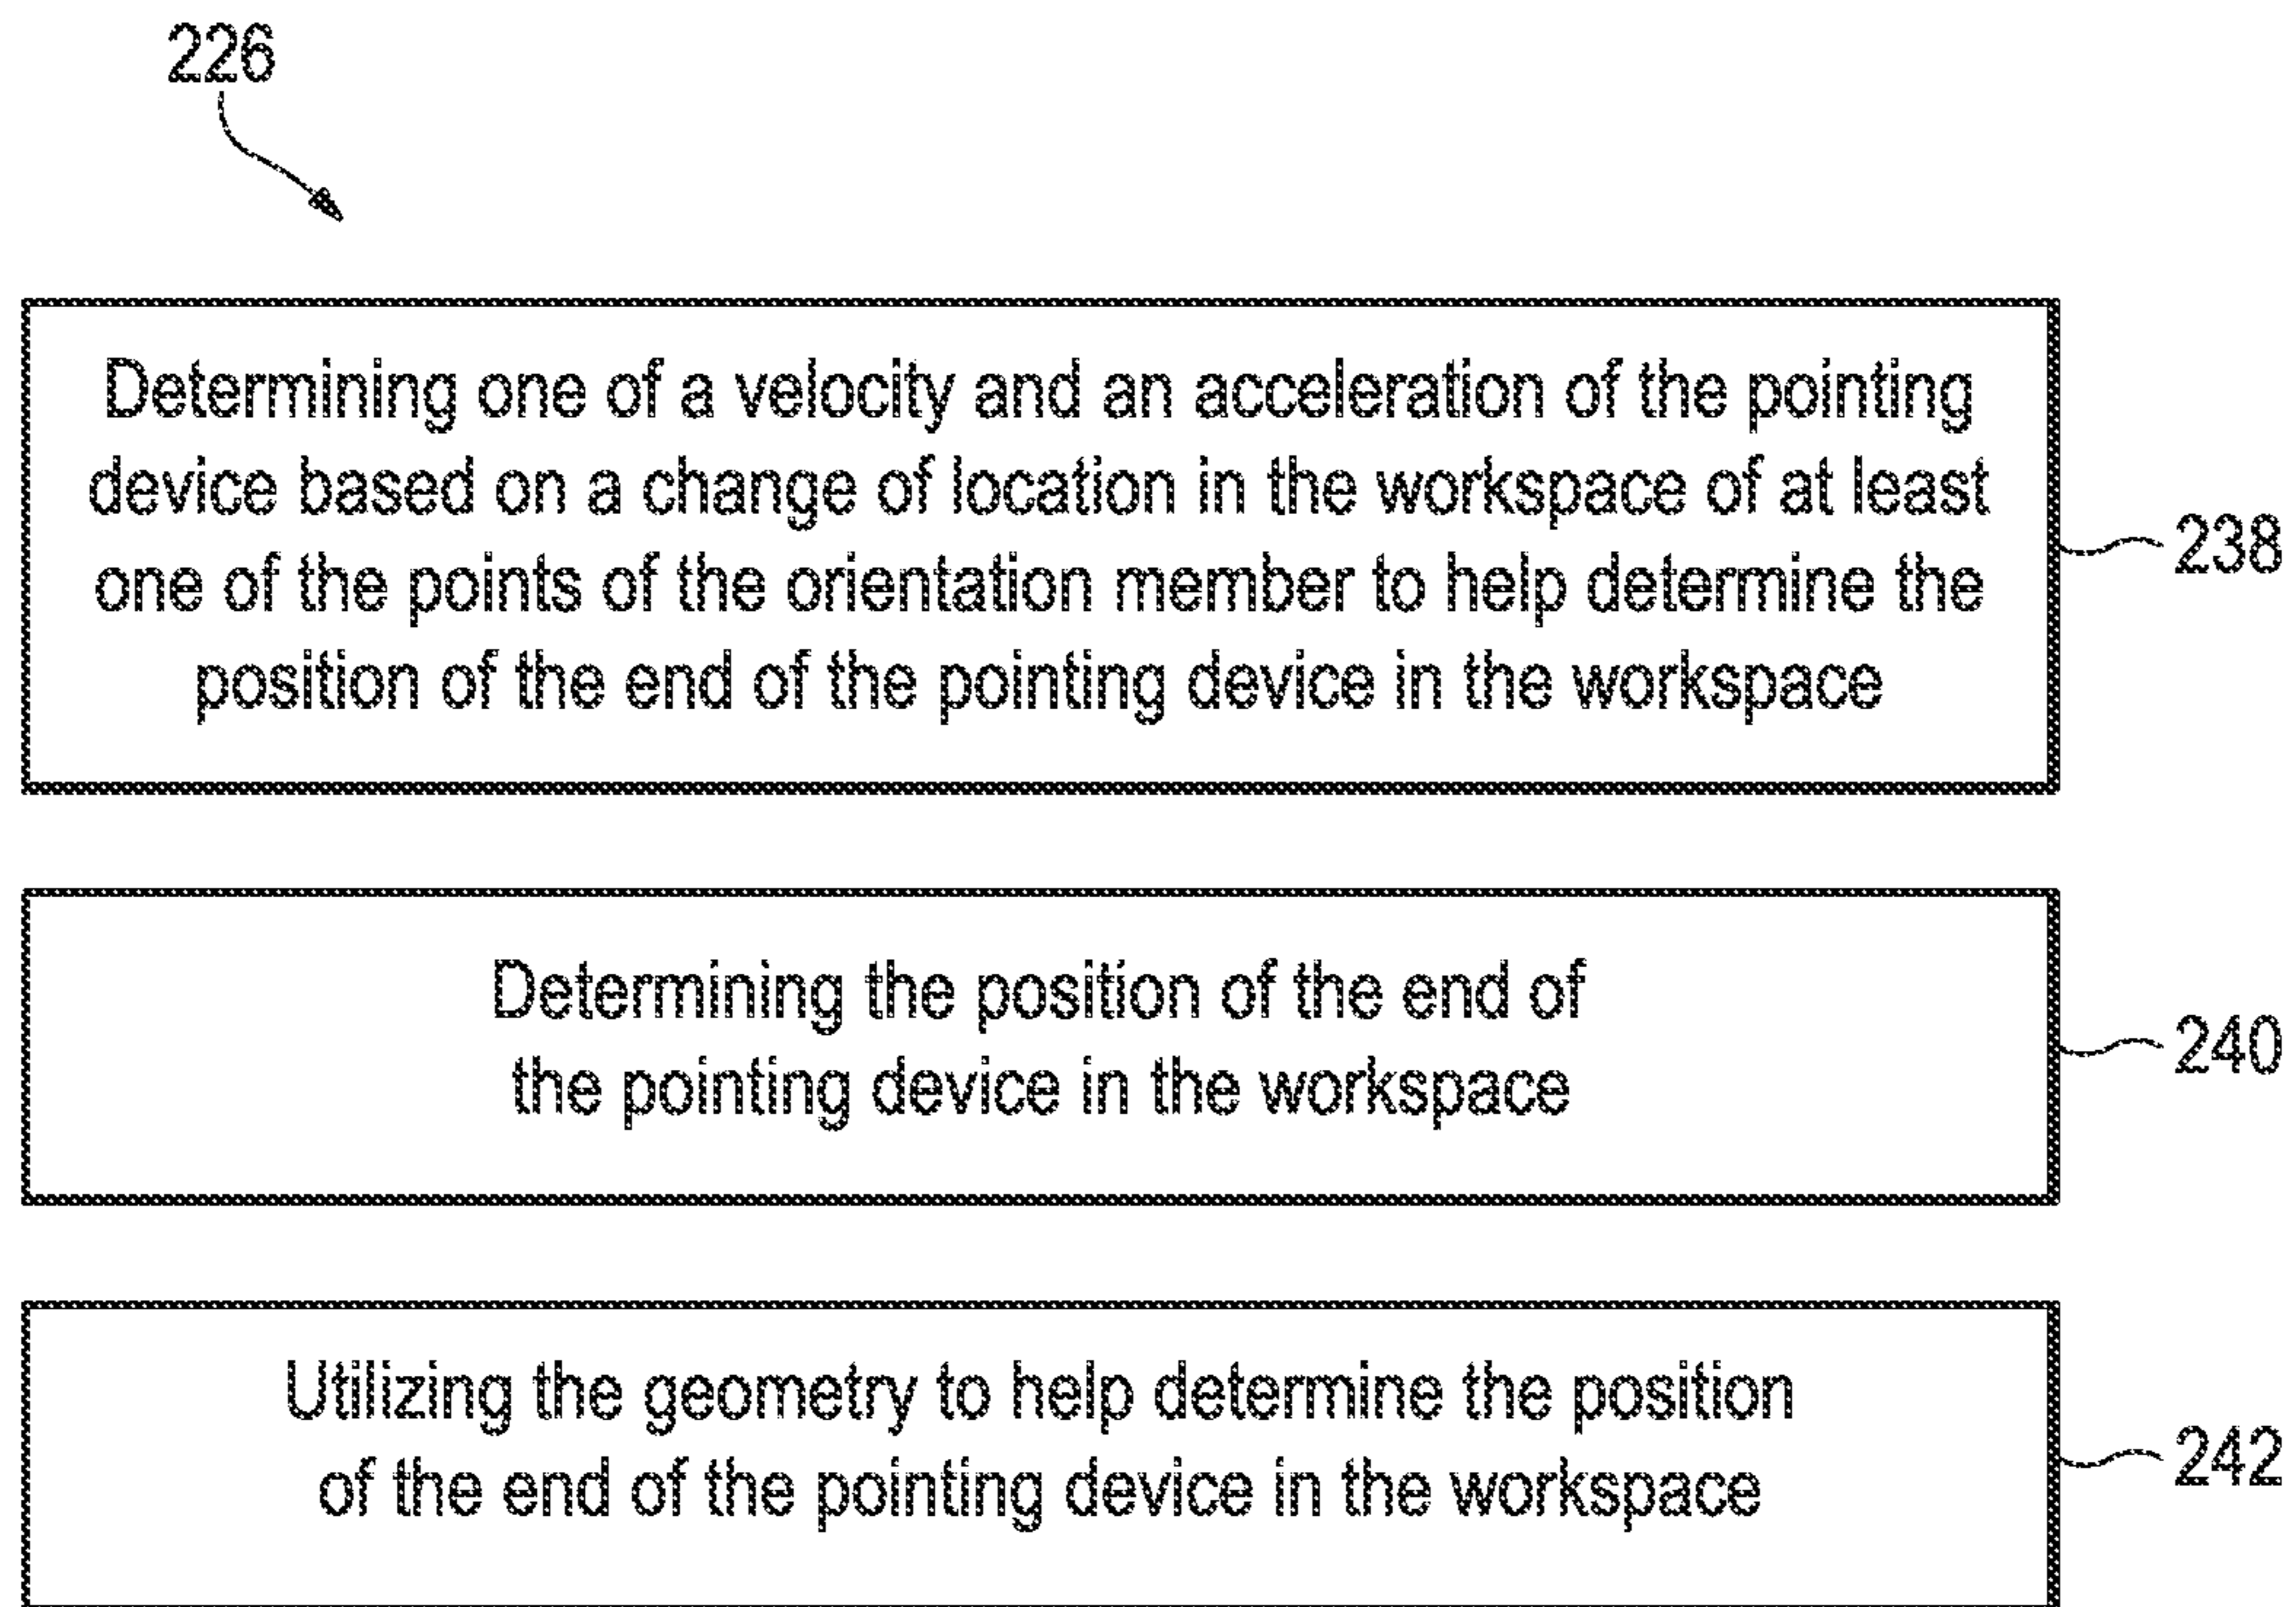 226
Determining one of a velocity and an acceleration of the pointing
device based on a change of location in the workspace of at least
one of the points of the orientation member to help determine the
position of the end of the pointing device in the workspace
238
Determining the position of the end of
the pointing device in the workspace
240
Utilizing the geometry to help determine the position
of the end of the pointing device in the workspace
242